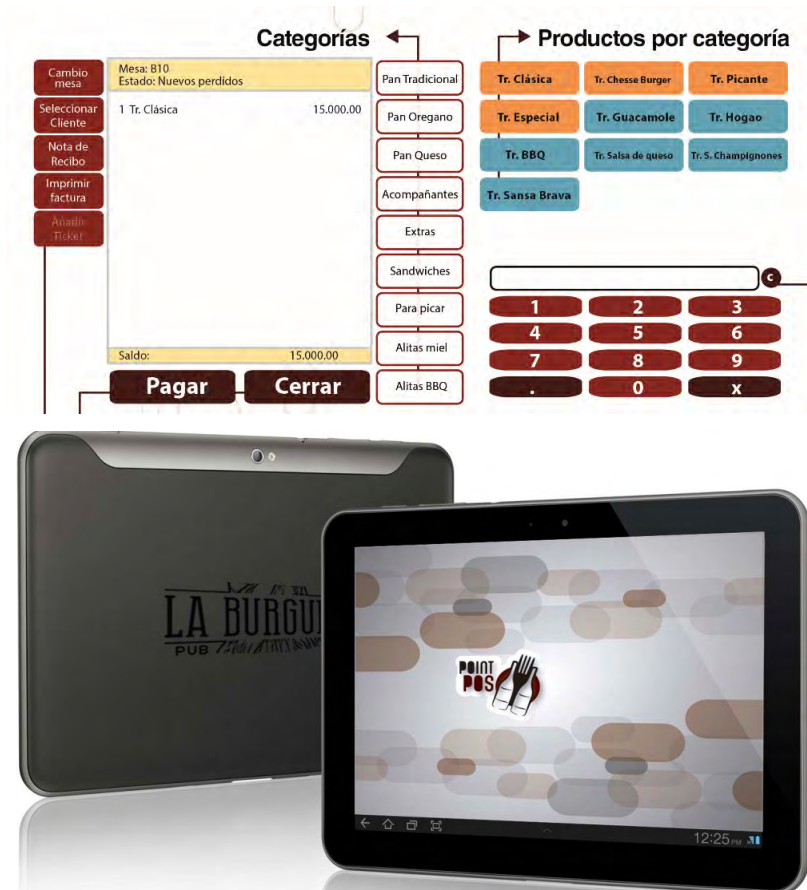 Categorías
Productos por categoría
Cambio
mesa
Seleccionar
Cliente
Nota de
Recibo
Imprimir
factura
Añadir
Ticket
Mesa: B10
Estado: Nuevos perdidos
1 Tr. Clásica 15.000.00
Saldo: 15.000.00
Pagar Cerrar
Pan Tradicional
Pan Oregano
Pan Queso
Acompañantes
Extras
Sandwiches
Para picar
Alitas miel
Alitas BBQ
Tr. Clásica Tr. Chesse Burger Tr. Picante
Tr. Especial Tr. Guacamole Tr. Hogao
Tr. BBQ Tr. Salsa de queso Tr. S. Champignones
Tr. Sansa Brava
C
1 2 3
4 5 6
7 8 9
. 0 X
LA BURGU
PUB
POINT
POS
12:25 PM